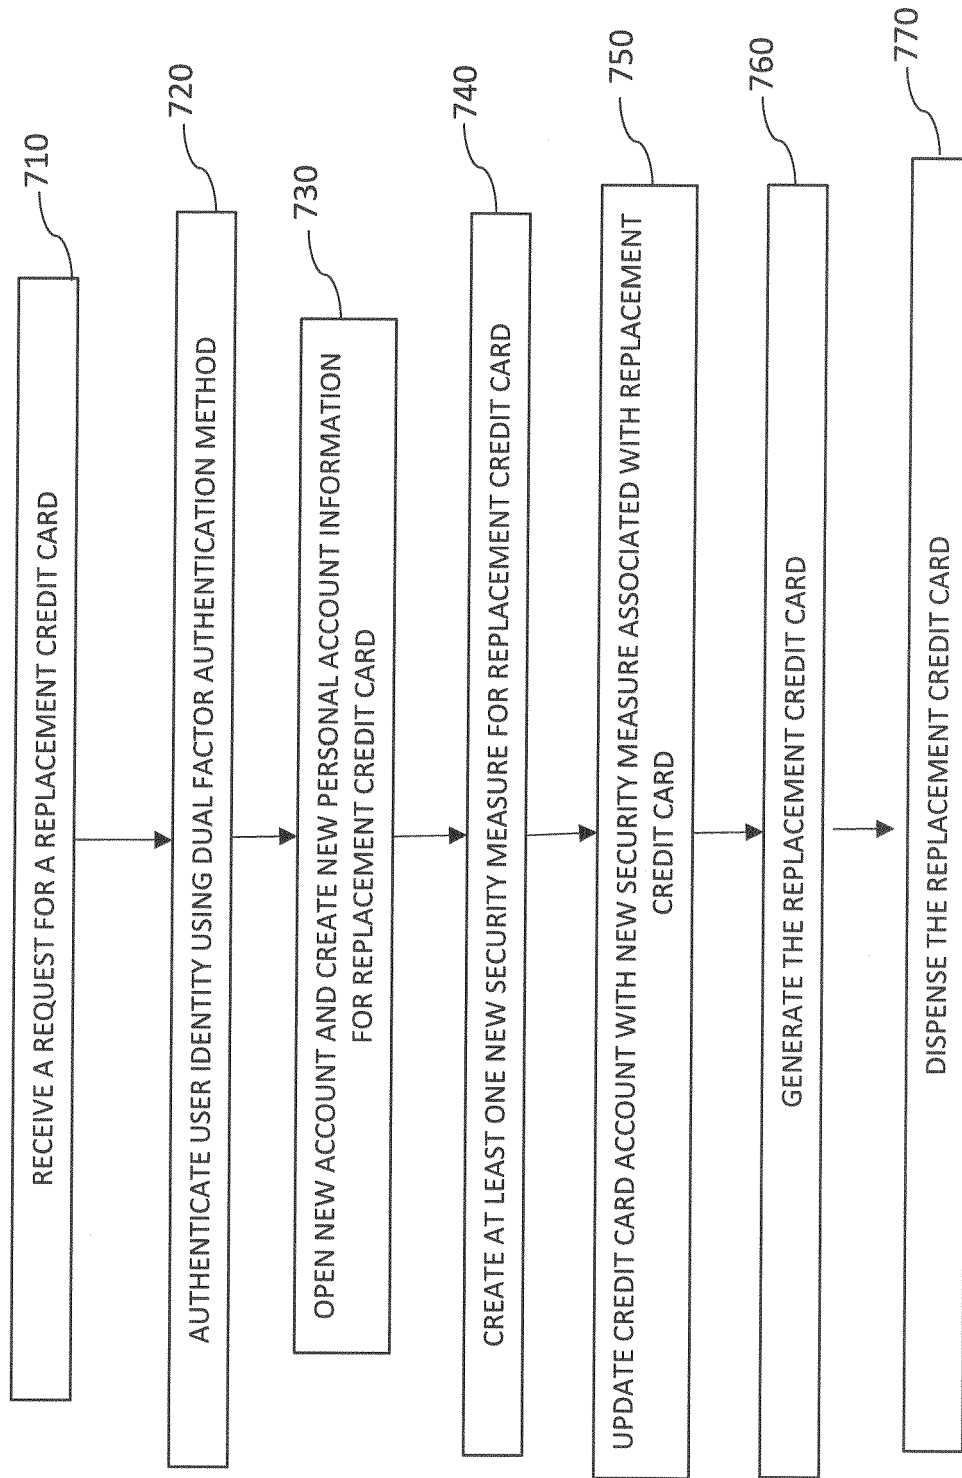 RECEIVE A REQUEST FOR A REPLACEMENT CREDIT CARD
710
AUTHENTICATE USER IDENTITY USING DUAL FACTOR AUTHENTICATION METHOD
720
OPEN NEW ACCOUNT AND CREATE NEW PERSONAL ACCOUNT INFORMATION
FOR REPLACEMENT CREDIT CARD
730
CREATE AT LEAST ONE NEW SECURITY MEASURE FOR REPLACEMENT CREDIT CARD
740
UPDATE CREDIT CARD ACCOUNT WITH NEW SECURITY MEASURE ASSOCIATED WITH REPLACEMENT
CREDIT CARD
750
GENERATE THE REPLACEMENT CREDIT CARD
760
DISPENSE THE REPLACEMENT CREDIT CARD
770